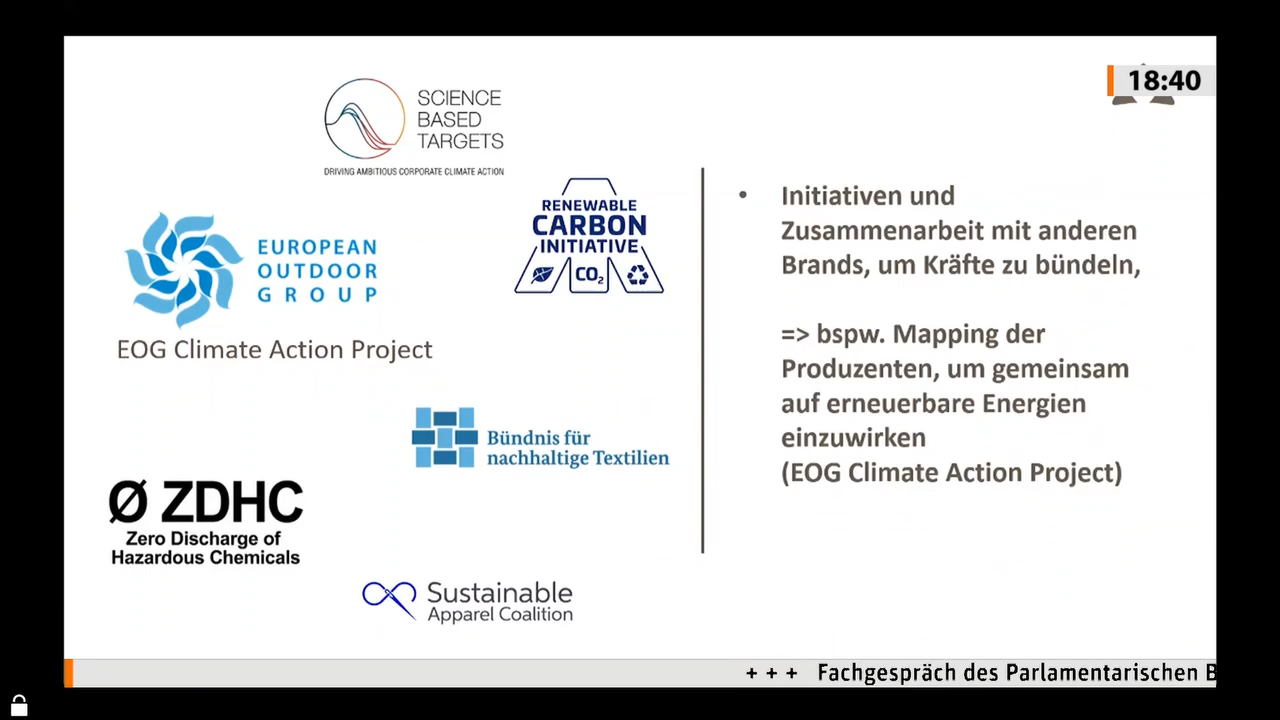 18:40
SCIENCE
BASED
TARGETS
DRIVING AMBITIOUS CORPORATE CLIMATE ACTION
RENEWABLE
CARBON
INITIATIVE
CO₂
EUROPEAN
OUTDOOR
GROUP
EOG Climate Action Project
Bündnis für
nachhaltige Textilien
Ø ZDHC
Zero Discharge of
Hazardous Chemicals
Sustainable
Apparel Coalition
• Initiativen und
Zusammenarbeit mit anderen
Brands, um Kräfte zu bündeln,
=> bspw. Mapping der
Produzenten, um gemeinsam
auf erneuerbare Energien
einzuwirken
(EOG Climate Action Project)
+ + + Fachgespräch des Parlamentarischen B